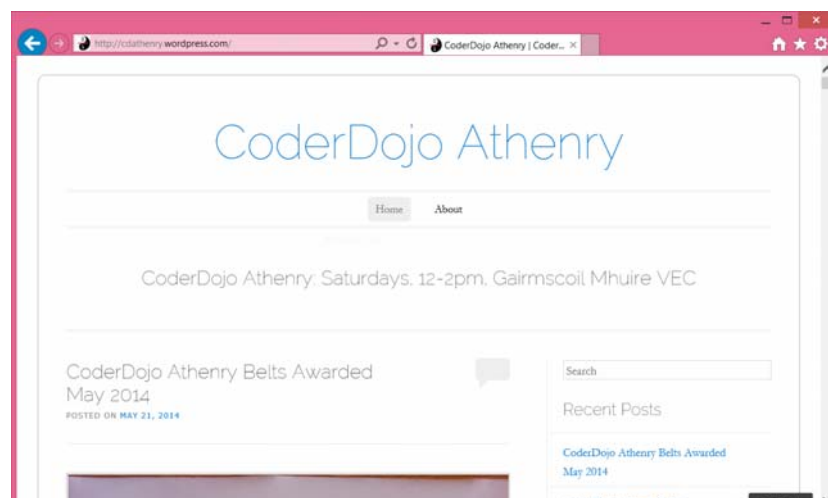 http://cdathenry.wordpress.com/
CoderDojo Athenry | Coder...
CoderDojo Athenry
Home About
CoderDojo Athenry: Saturdays, 12-2pm, Gairmscoil Mhuire VEC
CoderDojo Athenry Belts Awarded
May 2014
POSTED ON MAY 21, 2014
Search
Recent Posts
CoderDojo Athenry Belts Awarded
May 2014